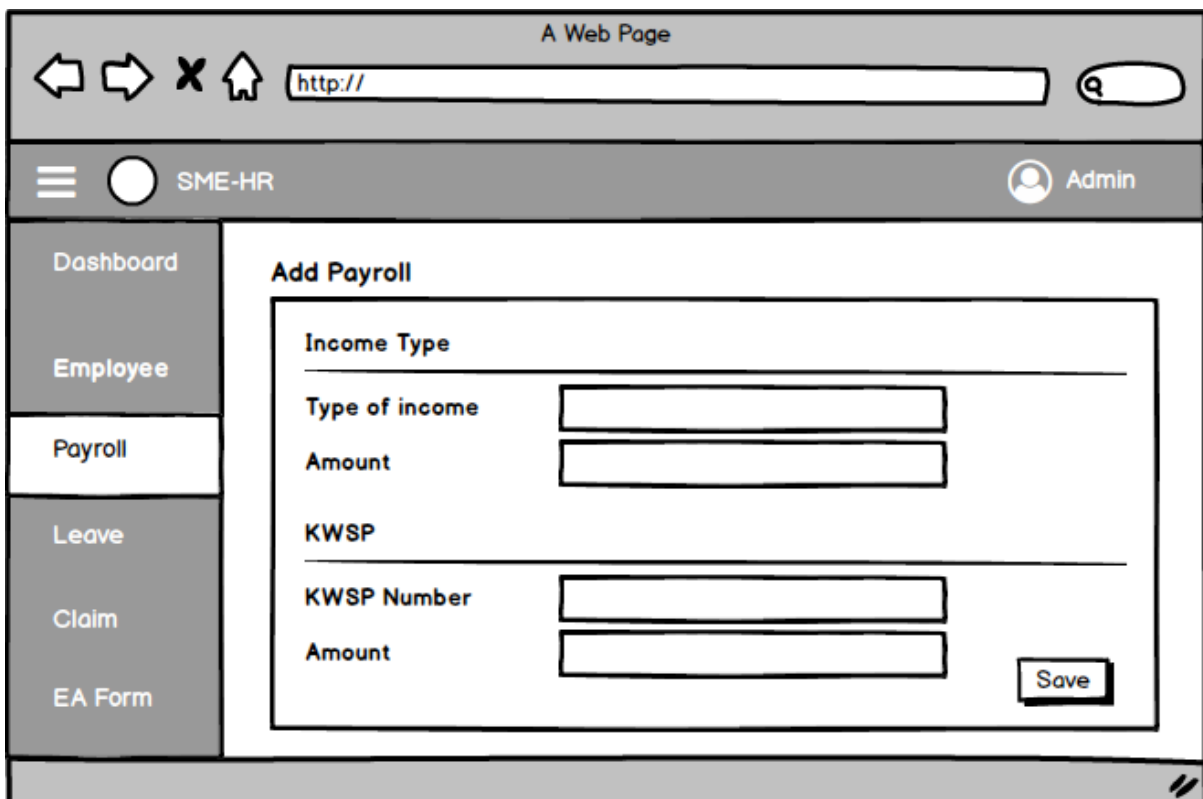 A Web Page
http://
SME-HR
Admin
Dashboard
Employee
Payroll
Leave
Claim
EA Form
Add Payroll
Income Type
Type of income
Amount
KWSP
KWSP Number
Amount
Save